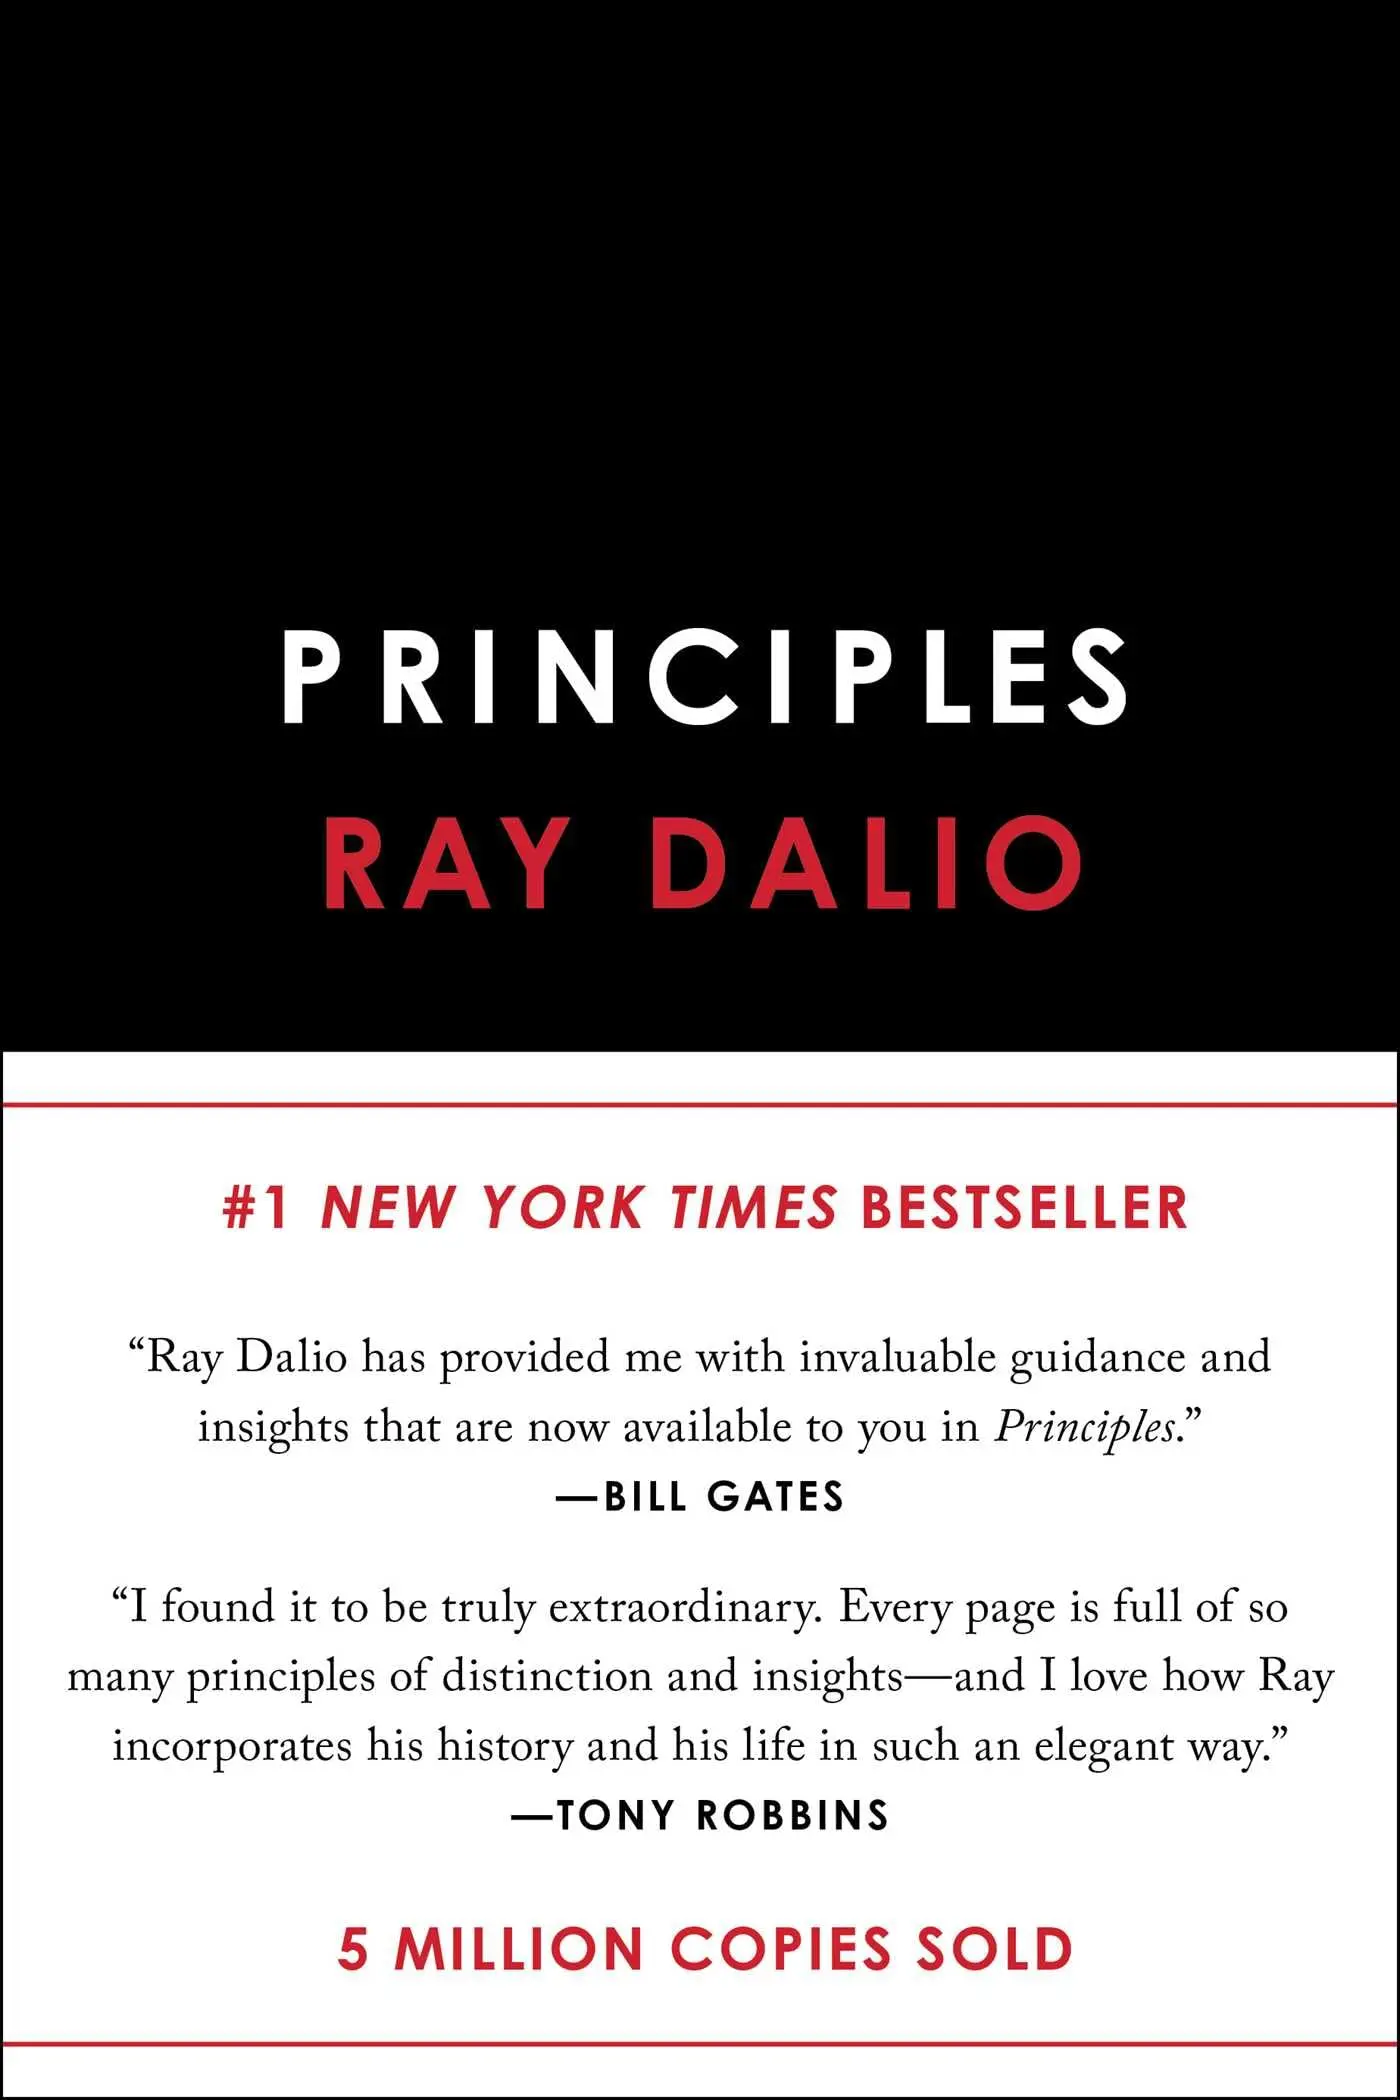 PRINCIPLES
RAY DALIO
#1 NEW YORK TIMES BESTSELLER
“Ray Dalio has provided me with invaluable guidance and
insights that are now available to you in Principles.”
—BILL GATES
“I found it to be truly extraordinary. Every page is full of so
many principles of distinction and insights—and I love how Ray
incorporates his history and his life in such an elegant way.”
—TONY ROBBINS
5 MILLION COPIES SOLD